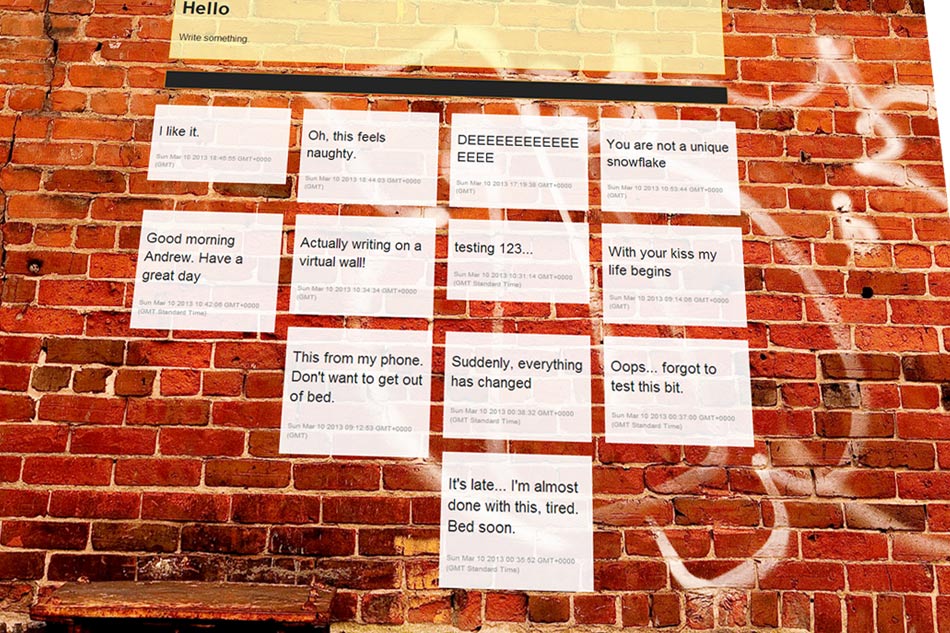 Hello
Write something.
I like it.
Sun Mar 10 2013 18:46:55 GMT+0000
(GMT)
Oh, this feels
naughty.
Sun Mar 10 2013 18:44:03 GMT+0000
(GMT)
DEEEEEEEEEEEE
EEEE
Sun Mar 10 2013 17:19:38 GMT+0000
(GMT)
You are not a unique
snowflake
Sun Mar 10 2013 10:53:44 GMT+0000
(GMT)
Good morning
Andrew. Have a
great day
Sun Mar 10 2013 10:42:06 GMT+0000
(GMT Standard Time)
Actually writing on a
virtual wall!
Sun Mar 10 2013 10:34:34 GMT+0000
(GMT)
testing 123...
Sun Mar 10 2013 10:31:14 GMT+0000
(GMT Standard Time)
With your kiss my
life begins
Sun Mar 10 2013 09:14:06 GMT+0000
(GMT)
This from my phone.
Don't want to get out
of bed.
Sun Mar 10 2013 09:12:53 GMT+0000
(GMT)
Suddenly, everything
has changed
Sun Mar 10 2013 00:38:32 GMT+0000
(GMT Standard Time)
Oops... forgot to
test this bit.
Sun Mar 10 2013 00:37:00 GMT+0000
(GMT Standard Time)
It's late... I'm almost
done with this, tired.
Bed soon.
Sun Mar 10 2013 00:35:52 GMT+0000
(GMT Standard Time)